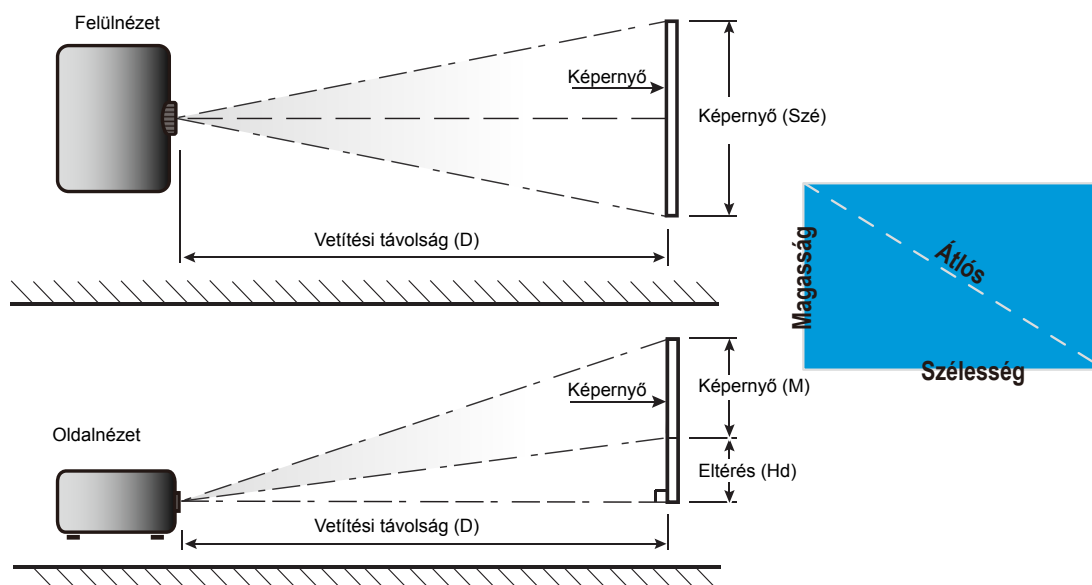 Felülnézet
Képernyő
Képernyő (Szé)
Vetítési távolság (D)
Magasság
Átlós
Szélesség
Oldalnézet
Képernyő
Képernyő (M)
Eltérés (Hd)
Vetítési távolság (D)